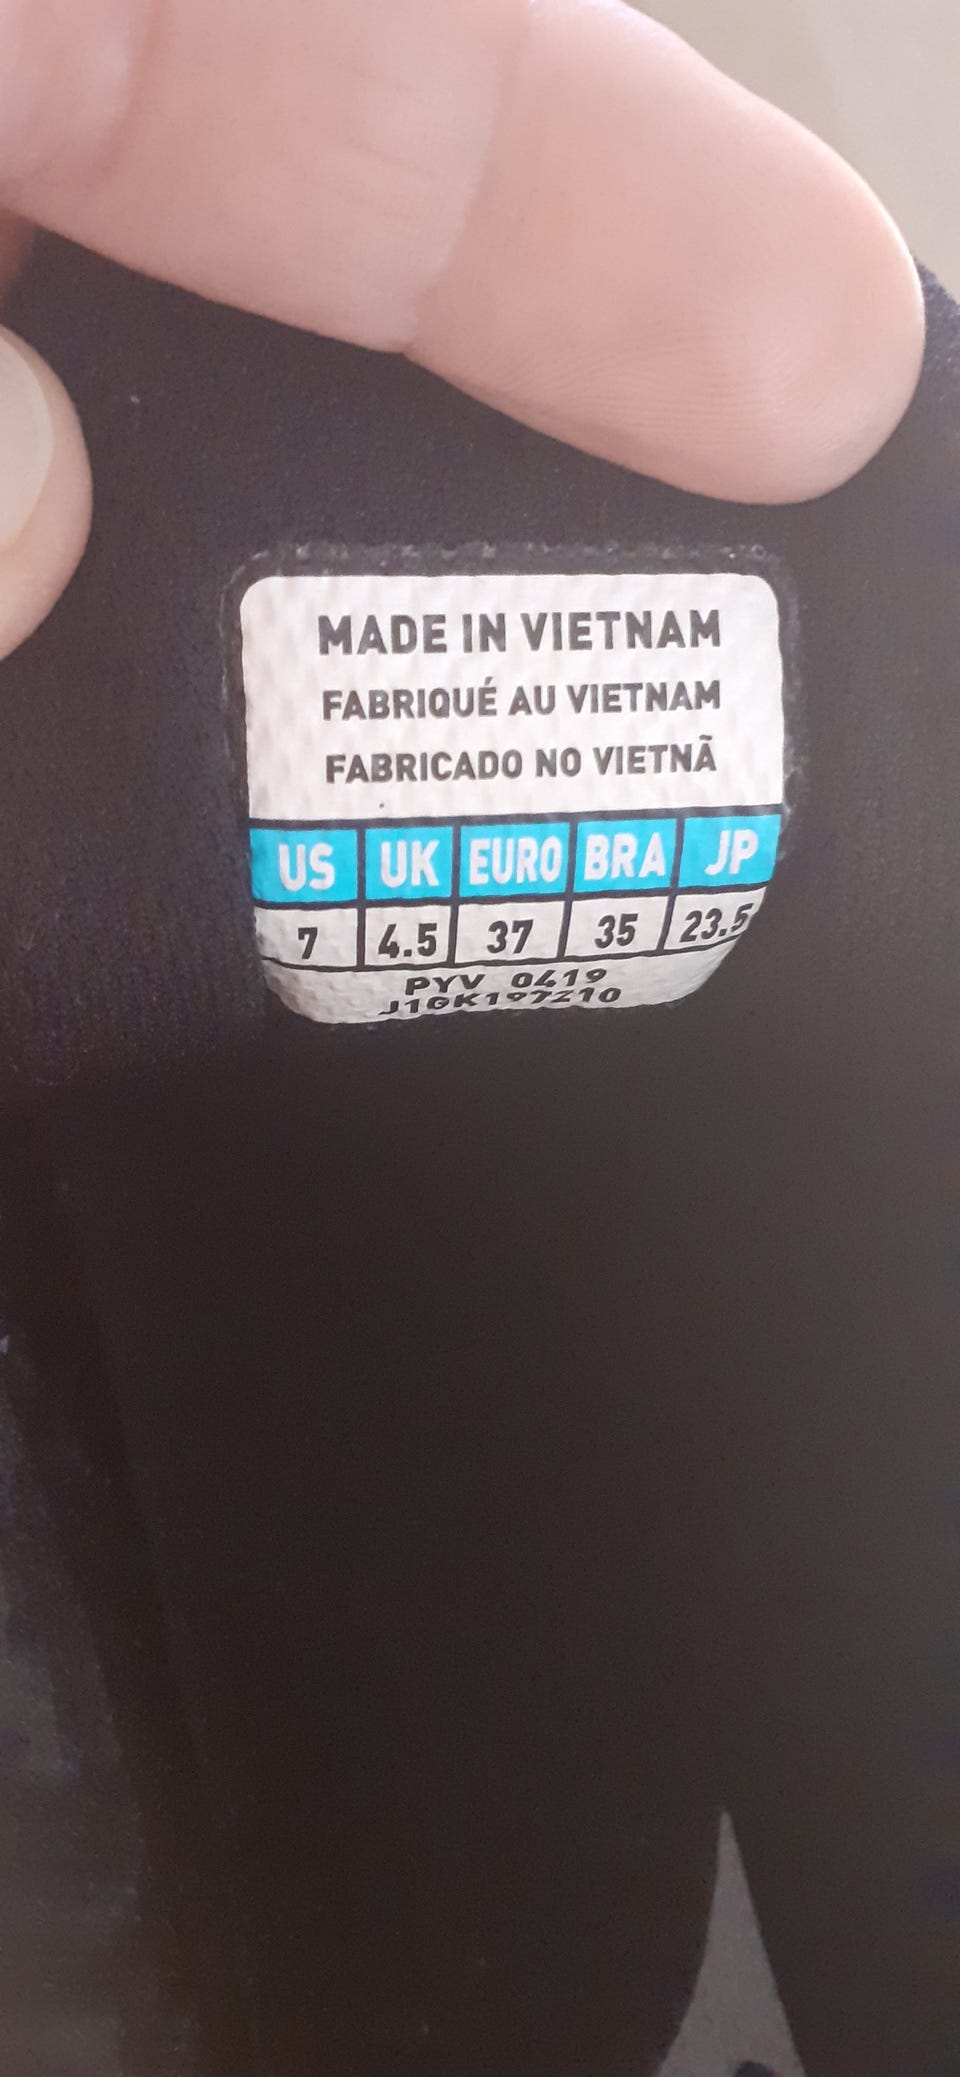 MADE IN VIETNAM
FABRIQUÉ AU VIETNAM
FABRICADO NO VIETNÃ
US UK EURO BRA JP
7 4.5 37 35 23.5
PYV 0419
J1GK197210